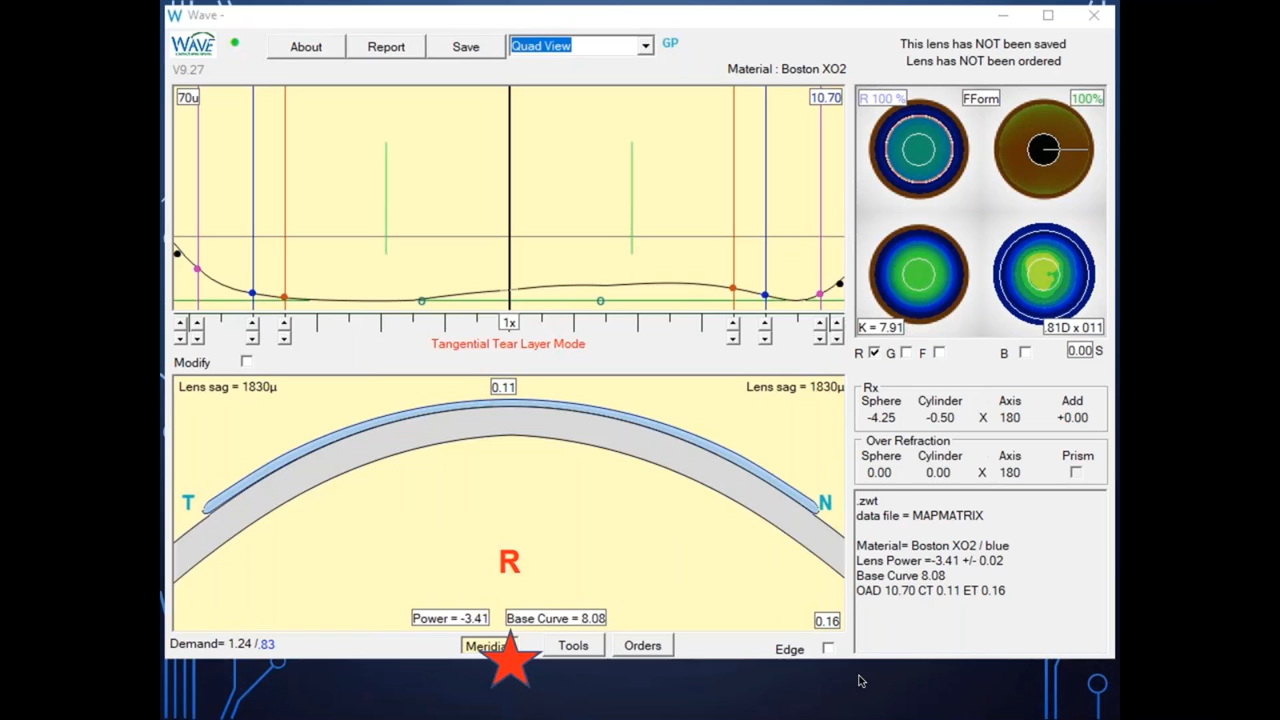 Wave -
WAVE
About
Report
Save
Quad View
GP
This lens has NOT been saved
Lens has NOT been ordered
V9.27
Material : Boston XO2
70u
10.70
R 100 %
FForm
100%
K = 7.91
.81D x 011
1x
Tangential Tear Layer Mode
Modify
R
G
F
B
0.00 S
Lens sag = 1830µ
0.11
Lens sag = 1830µ
T
N
R
Power = -3.41
Base Curve = 8.08
0.16
Rx
Sphere Cylinder Axis Add
-4.25 -0.50 X 180 +0.00
Over Refraction
Sphere Cylinder Axis Prism
0.00 0.00 X 180
.zwt
data file = MAPMATRIX
Material= Boston XO2 / blue
Lens Power =-3.41 +/- 0.02
Base Curve 8.08
OAD 10.70 CT 0.11 ET 0.16
Demand= 1.24 /.83
Tools
Orders
Edge